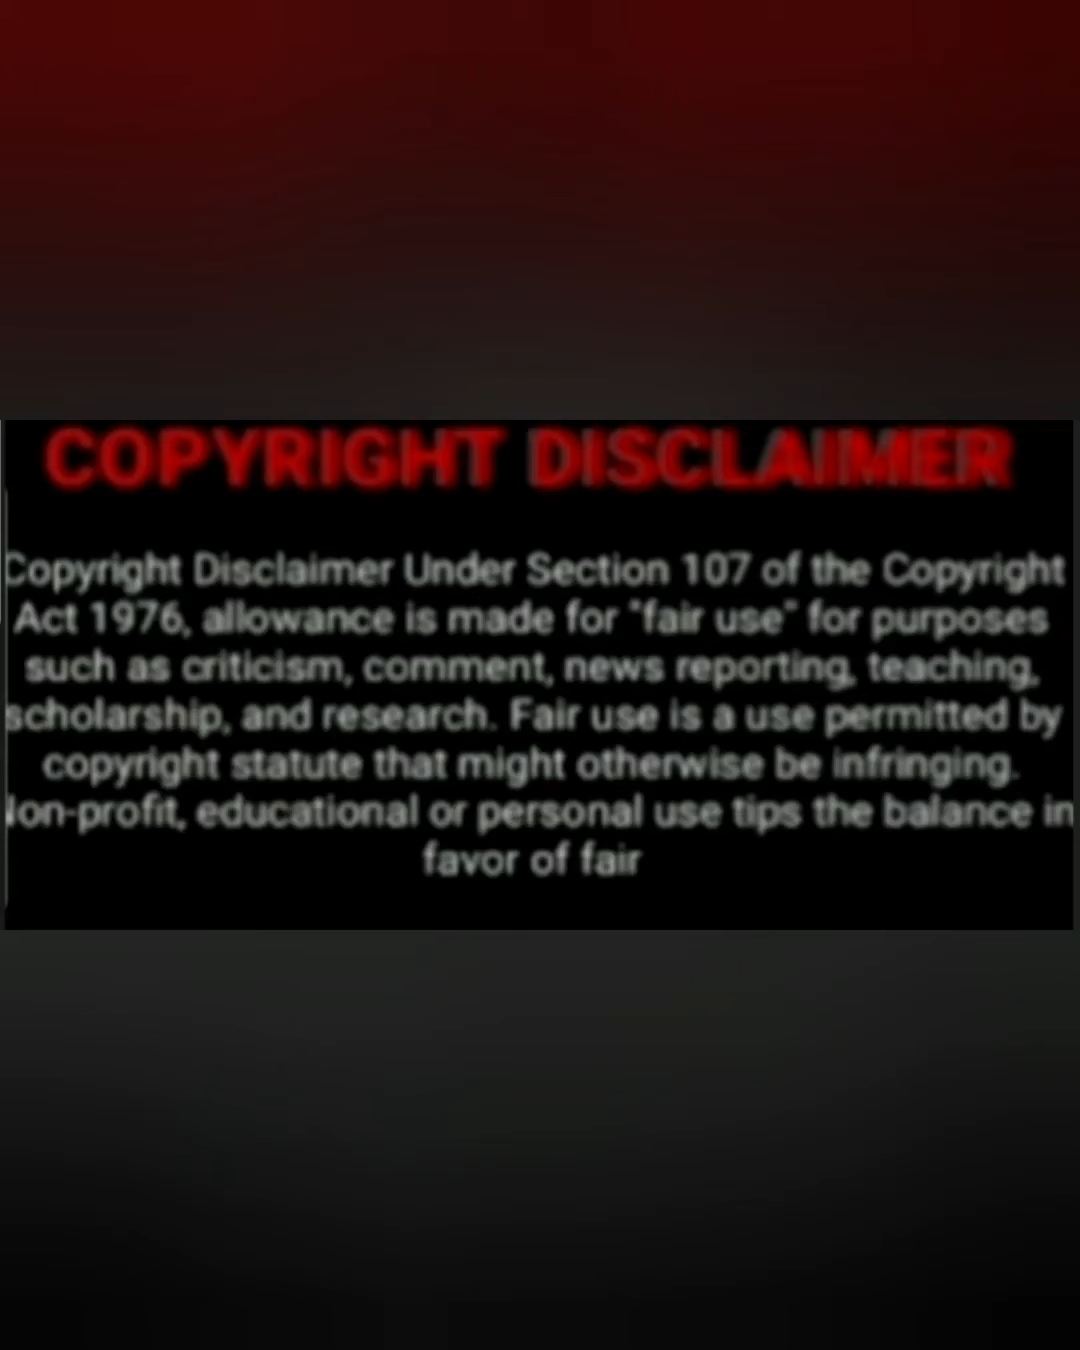 COPYRIGHT DISCLAIMER
Copyright Disclaimer Under Section 107 of the Copyright
Act 1976, allowance is made for "fair use" for purposes
such as criticism, comment, news reporting, teaching,
scholarship, and research. Fair use is a use permitted by
copyright statute that might otherwise be infringing.
Non-profit, educational or personal use tips the balance in
favor of fair